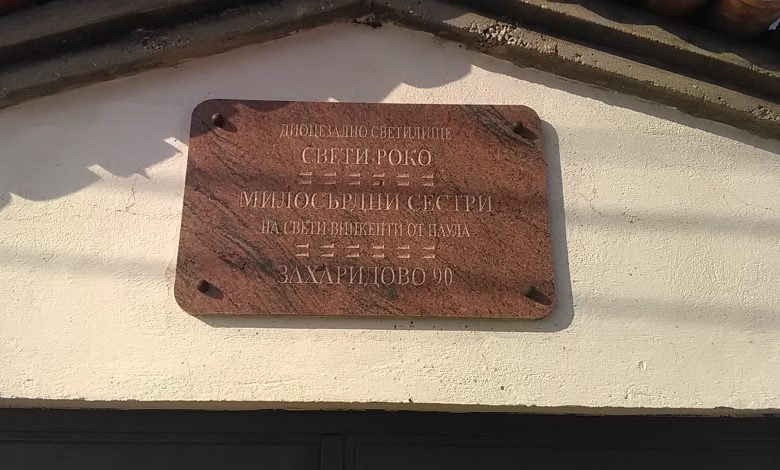 ДИОЦЕЗАЛНО СВЕТИЛИЩЕ
СВЕТИ РОКО
МИЛОСЪРДНИ СЕСТРИ
НА СВЕТИ ВИНКЕНТИ ОТ ПАУЛА
ЗАХАРИДОВО 90